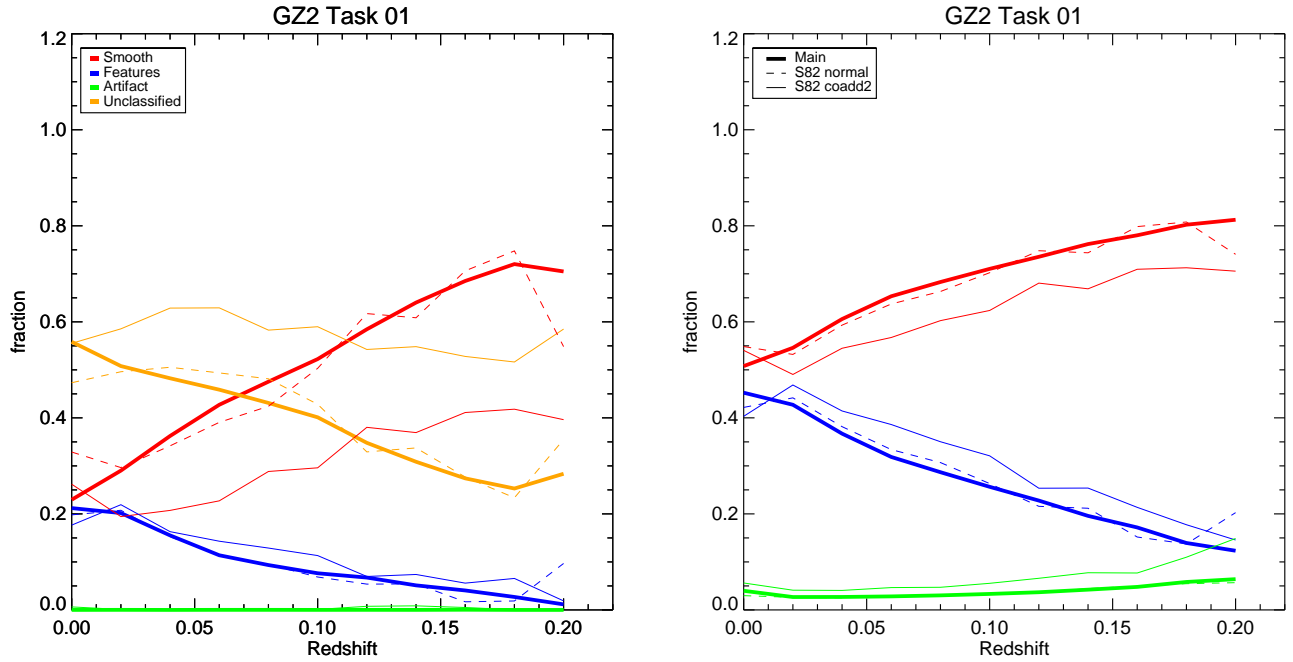 GZ2 Task 01
1.2
1.0
0.8
0.6
0.4
0.2
0.0
fraction
Smooth
Features
Artifact
Unclassified
0.00 0.05 0.10 0.15 0.20
Redshift
GZ2 Task 01
1.2
1.0
0.8
0.6
0.4
0.2
0.0
fraction
Main
S82 normal
S82 coadd2
0.00 0.05 0.10 0.15 0.20
Redshift